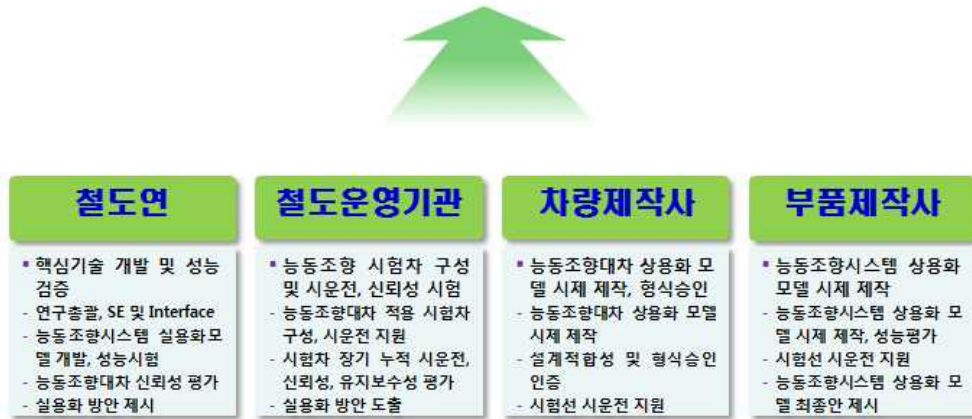 철도연
▪ 핵심기술 개발 및 성능
검증
- 연구총괄, SE 및 Interface
- 능동조향시스템 실용화모
델 개발, 성능시험
- 능동조향대차 신뢰성 평가
- 실용화 방안 제시
철도운영기관
▪ 능동조향 시험차 구성
및 시운전, 신뢰성 시험
- 능동조향대차 적용 시험차
구성, 시운전 지원
- 시험차 장기 누적 시운전,
신뢰성, 유지보수성 평가
- 실용화 방안 도출
차량제작사
▪ 능동조향대차 상용화 모
델 시제 제작, 형식승인
- 능동조향대차 상용화 모델
시제 제작
- 설계적합성 및 형식승인
인증
- 시험선 시운전 지원
부품제작사
▪ 능동조향시스템 상용화
모델 시제 제작
- 능동조향시스템 상용화 모
델 시제 제작, 성능평가
- 시험선 시운전 지원
- 능동조향시스템 상용화 모
델 최종안 제시